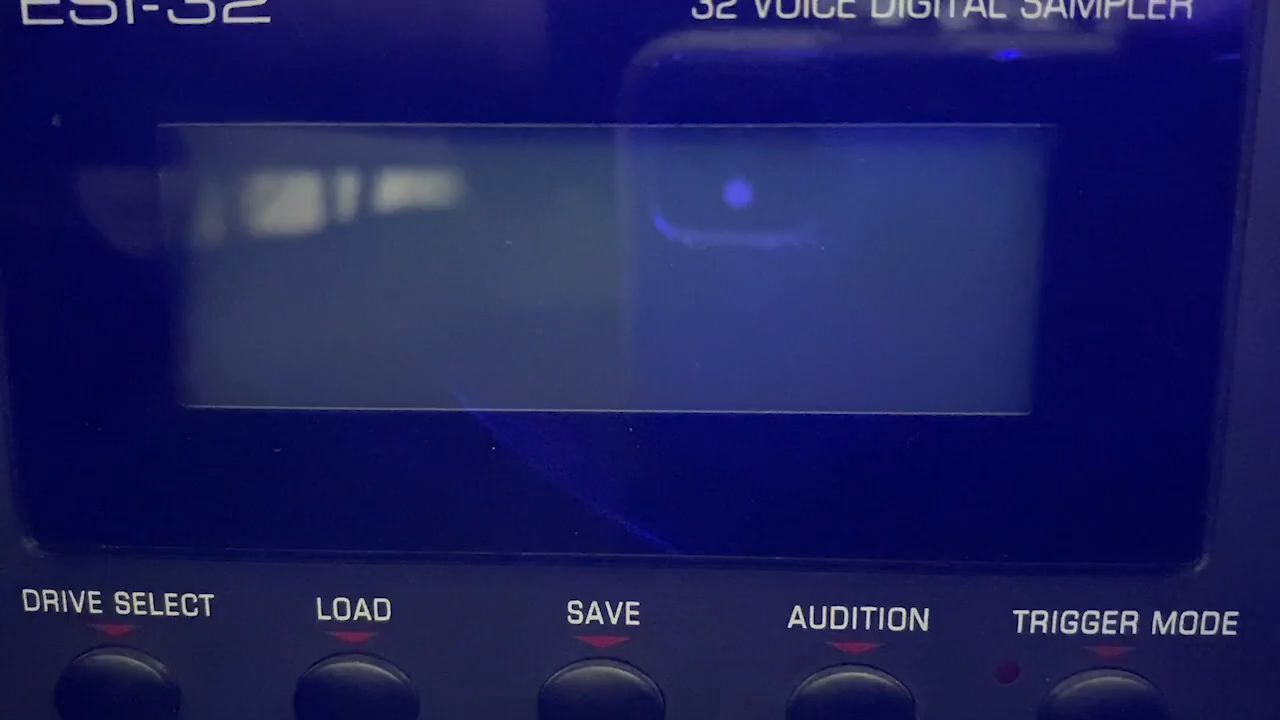 ESI-32
32 VOICE DIGITAL SAMPLER
DRIVE SELECT
LOAD
SAVE
AUDITION
TRIGGER MODE